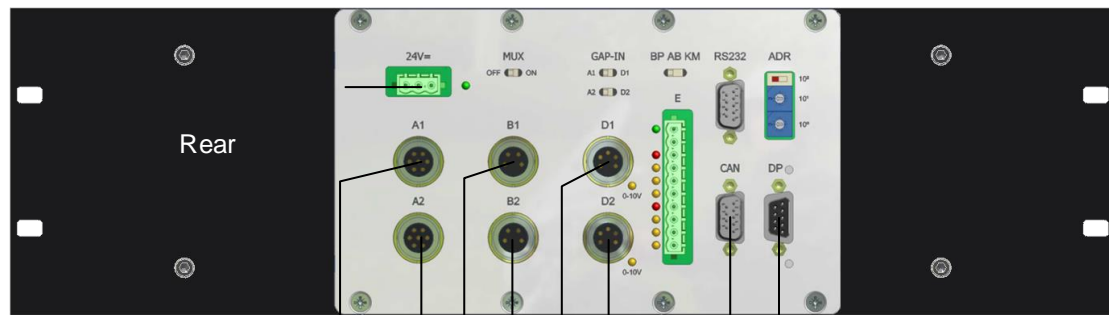 24V=
MUX
GAP-IN
BP AB KM
RS232
ADR
OFF ON
A1 D1
A2 D2
10²
10¹
10⁰
E
A1
B1
D1
Rear
CAN
DP
0-10V
A2
B2
D2
0-10V